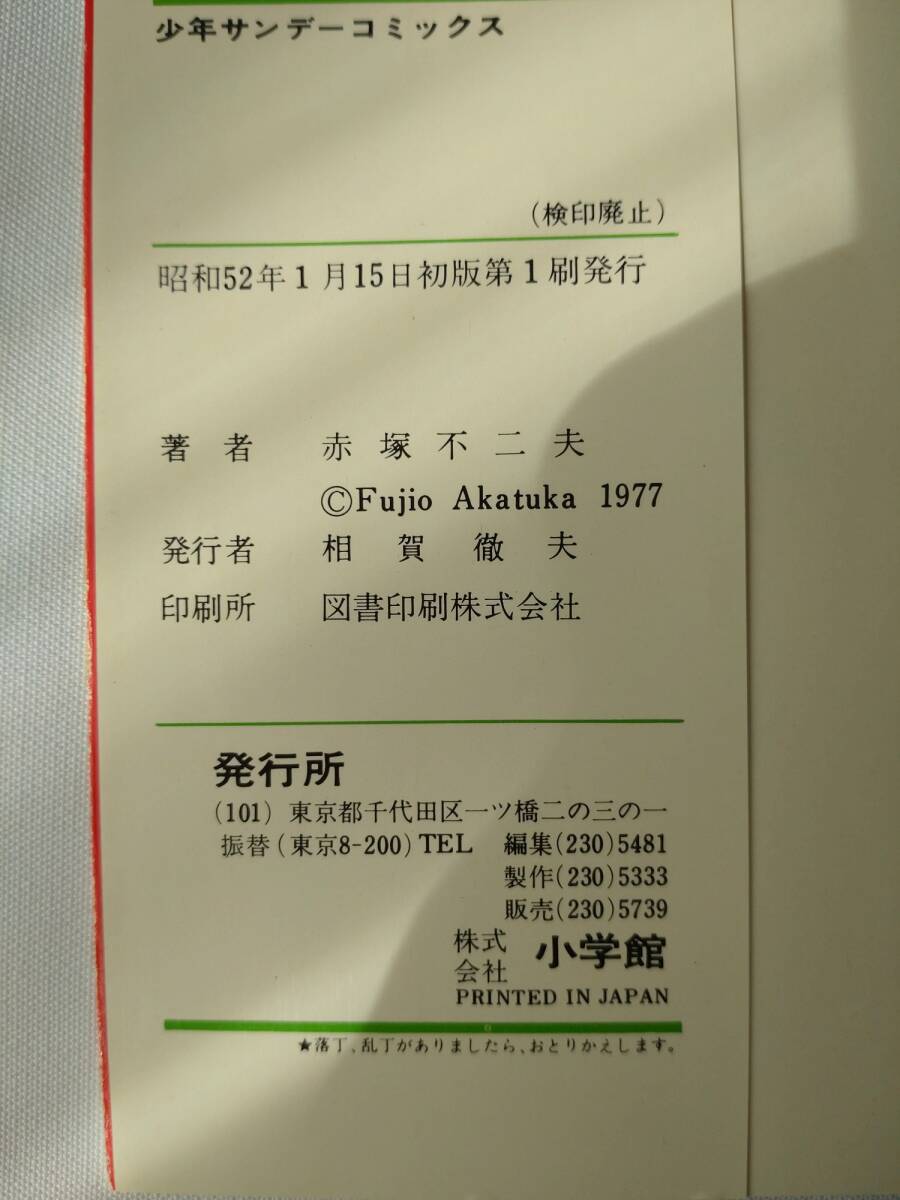 少年サンデーコミックス
(検印廃止)
昭和52年1月15日初版第1刷発行
著者 赤塚不二夫
©Fujio Akatuka 1977
発行者 相賀徹夫
印刷所 図書印刷株式会社
発行所
(101) 東京都千代田区一ツ橋二の三の一
振替(東京8-200) TEL 編集(230)5481
製作(230)5333
販売(230)5739
株式会社 小学館
PRINTED IN JAPAN
★落丁、乱丁がありましたら、おとりかえします。